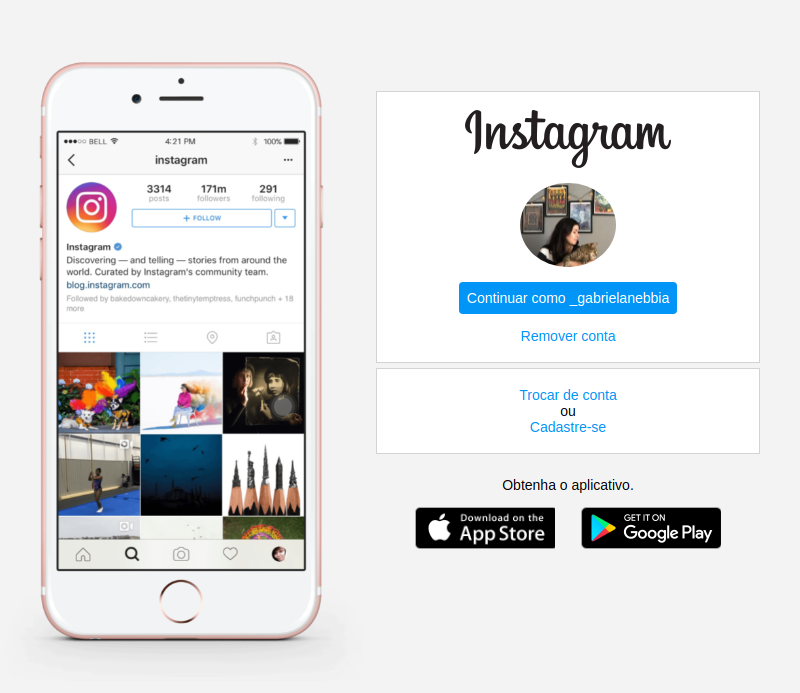 ●●●○○ BELL
4:21 PM
100%
instagram
3314
171m
291
posts
followers
following
+ FOLLOW
Instagram
Discovering — and telling — stories from around the
world. Curated by Instagram's community team.
blog.instagram.com
Followed by bakedowncakery, thetinytemptress, funchpunch + 18
more
Instagram
Continuar como _gabrielanebbia
Remover conta
Trocar de conta
ou
Cadastre-se
Obtenha o aplicativo.
Download on the
App Store
GET IT ON
Google Play